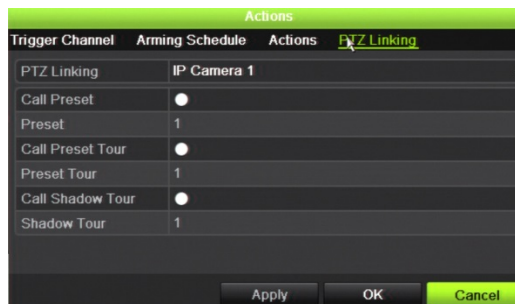 Actions
Trigger Channel Arming Schedule Actions PTZ Linking
PTZ Linking IP Camera 1
Call Preset
Preset 1
Call Preset Tour
Preset Tour 1
Call Shadow Tour
Shadow Tour 1
Apply OK Cancel